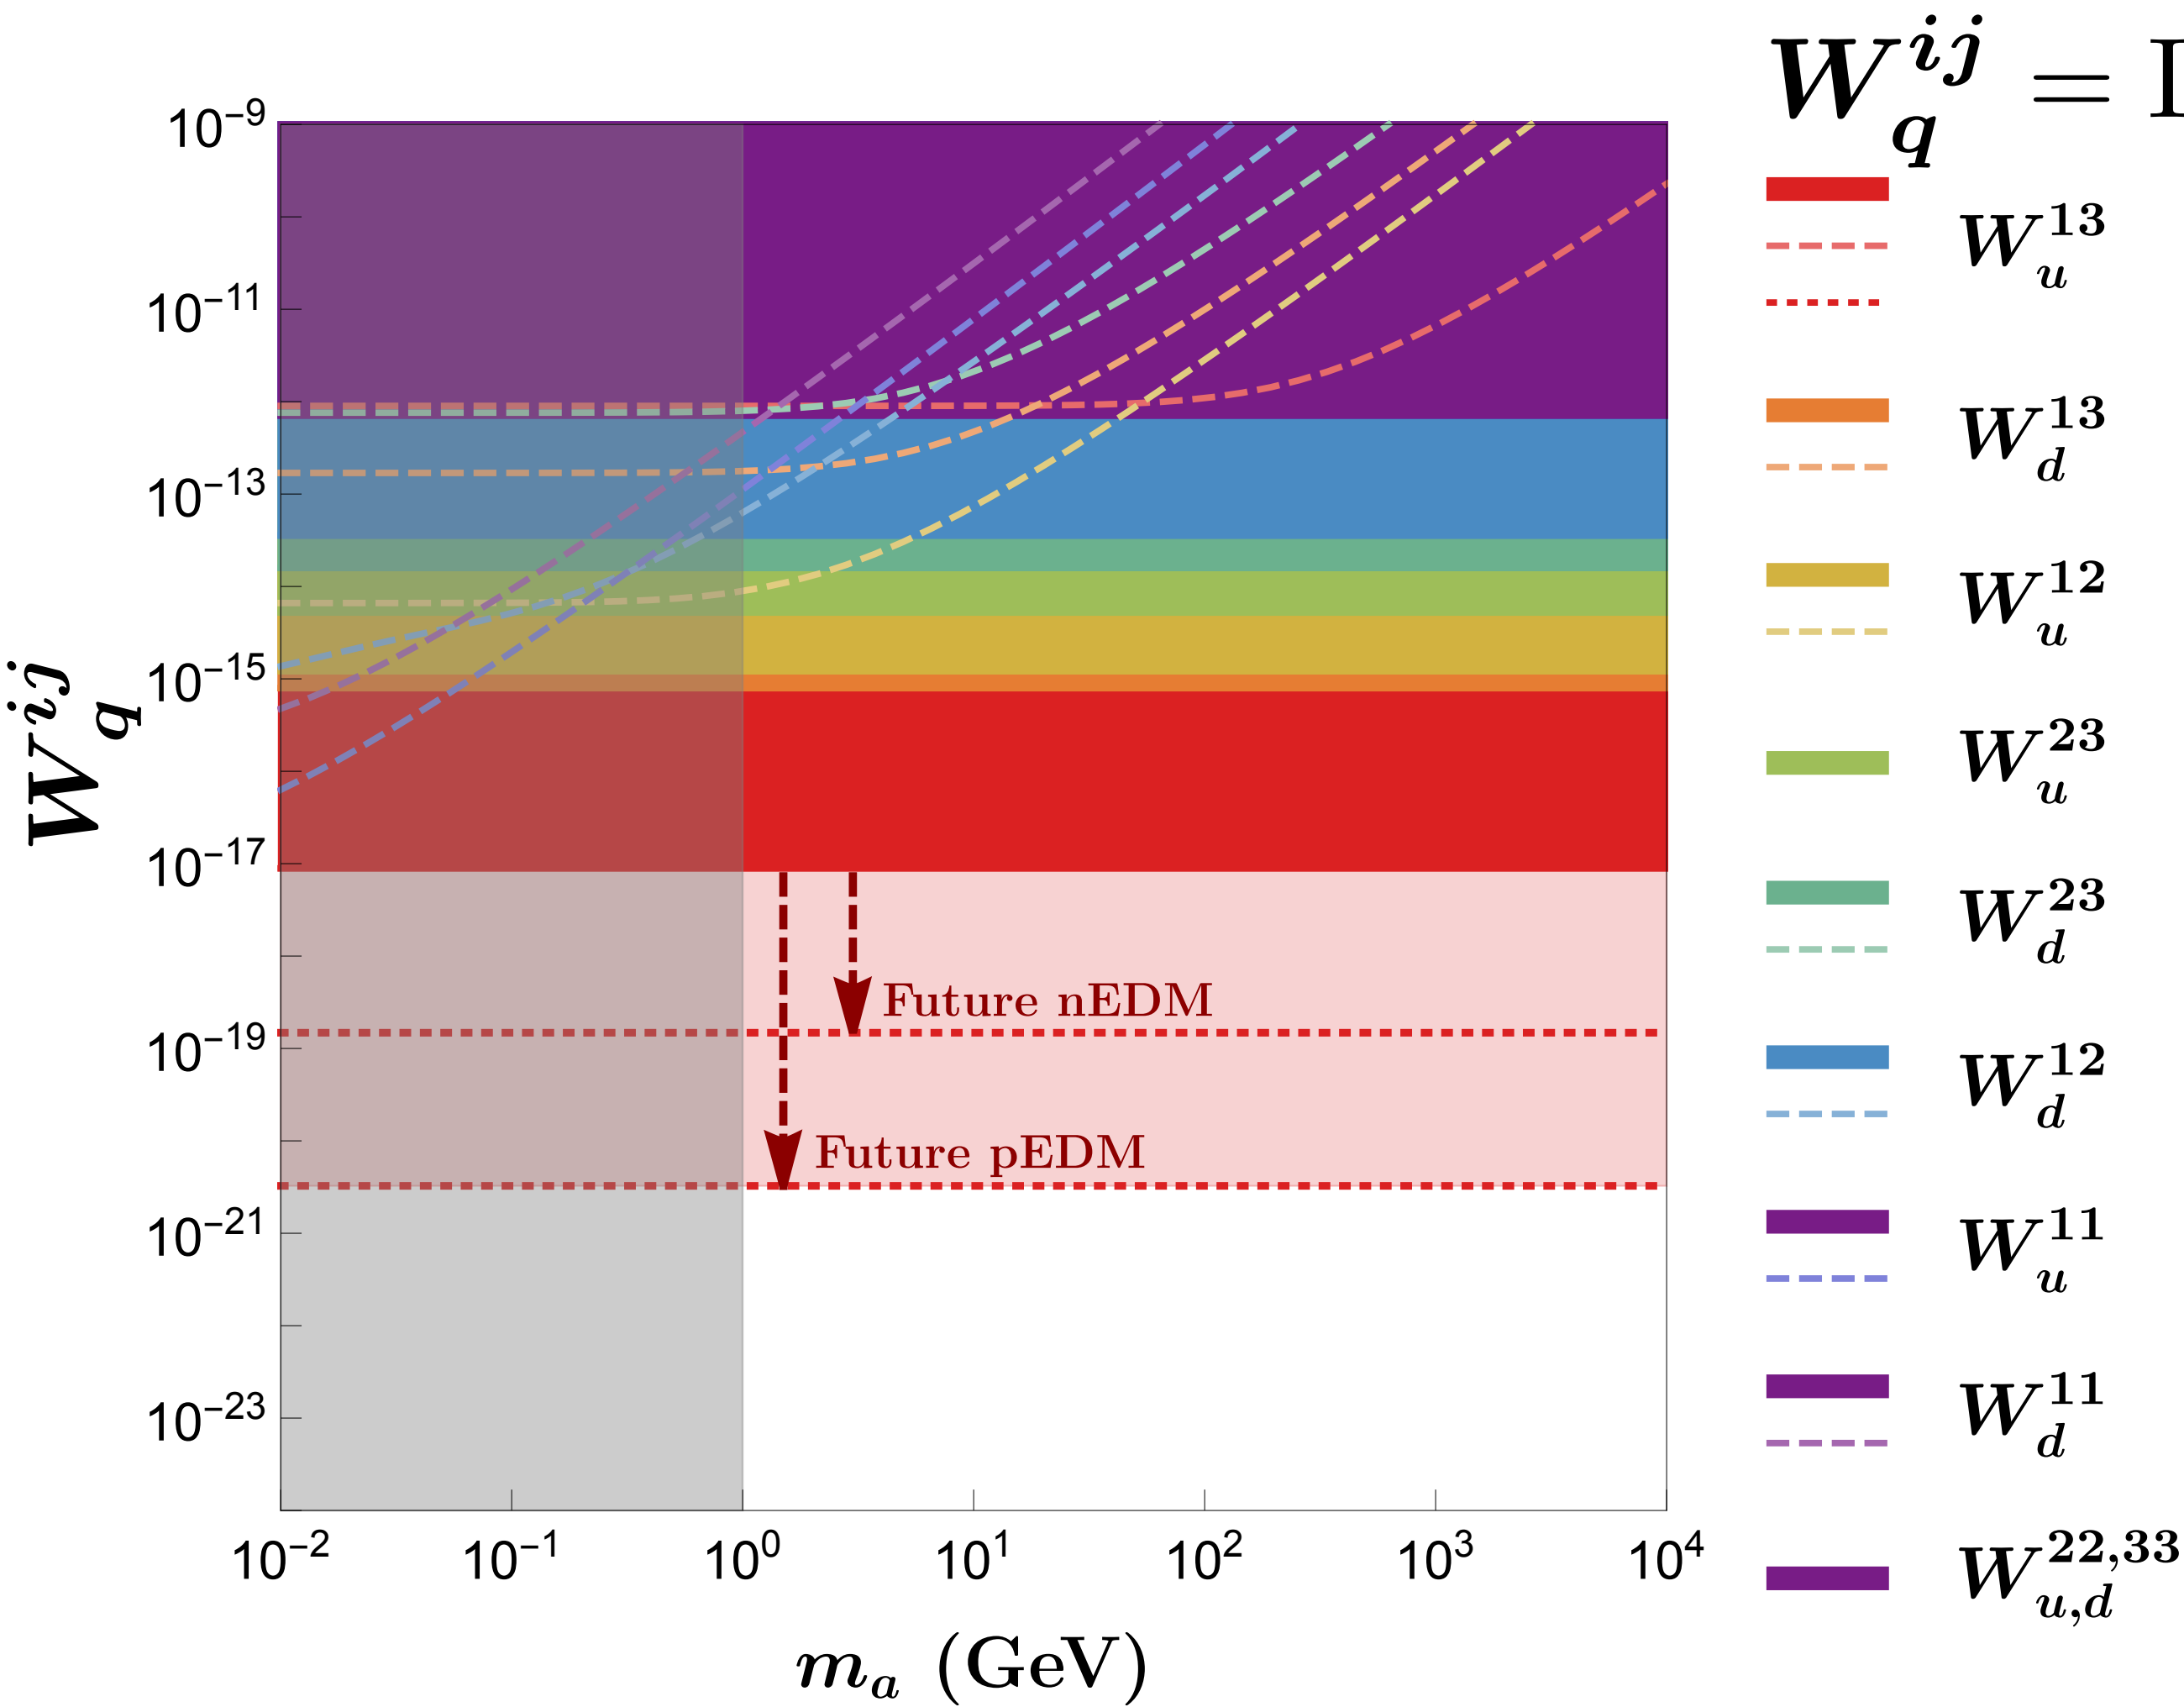 W_q^{ij} = I
10^{-9}
10^{-11}
10^{-13}
10^{-15}
10^{-17}
10^{-19}
10^{-21}
10^{-23}
W_q^{ij}
Future nEDM
Future pEDM
10^{-2} 10^{-1} 10^0 10^1 10^2 10^3 10^4
m_a (GeV)
W_u^{13}
W_d^{13}
W_u^{12}
W_u^{23}
W_d^{23}
W_d^{12}
W_u^{11}
W_d^{11}
W_{u,d}^{22,33}